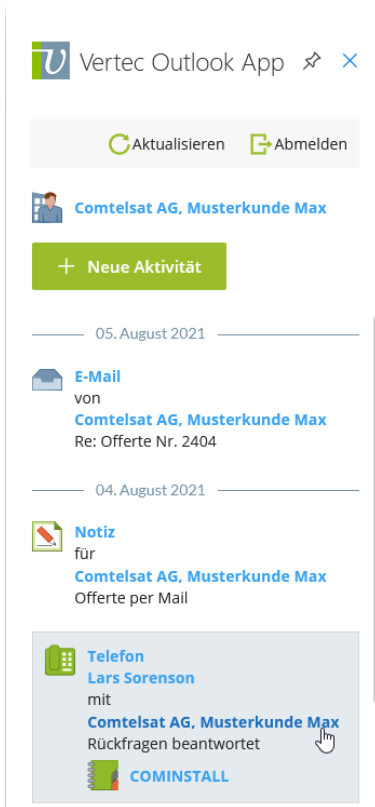 Vertec Outlook App
Aktualisieren Abmelden
Comtelsat AG, Musterkunde Max
+ Neue Aktivität
05. August 2021
E-Mail
von
Comtelsat AG, Musterkunde Max
Re: Offerte Nr. 2404
04. August 2021
Notiz
für
Comtelsat AG, Musterkunde Max
Offerte per Mail
Telefon
Lars Sorenson
mit
Comtelsat AG, Musterkunde Max
Rückfragen beantwortet
COMINSTALL